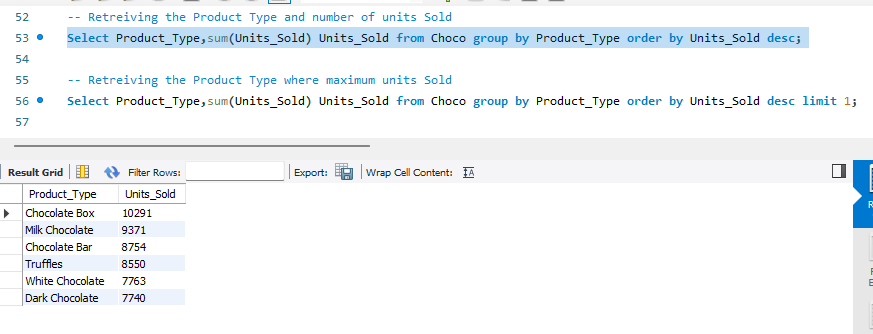 52 -- Retreiving the Product Type and number of units Sold
53 Select Product_Type,sum(Units_Sold) Units_Sold from Choco group by Product_Type order by Units_Sold desc;
54
55 -- Retreiving the Product Type where maximum units Sold
56 Select Product_Type,sum(Units_Sold) Units_Sold from Choco group by Product_Type order by Units_Sold desc limit 1;
57
Result Grid Filter Rows: Export: Wrap Cell Content:
Product_Type Units_Sold
Chocolate Box 10291
Milk Chocolate 9371
Chocolate Bar 8754
Truffles 8550
White Chocolate 7763
Dark Chocolate 7740